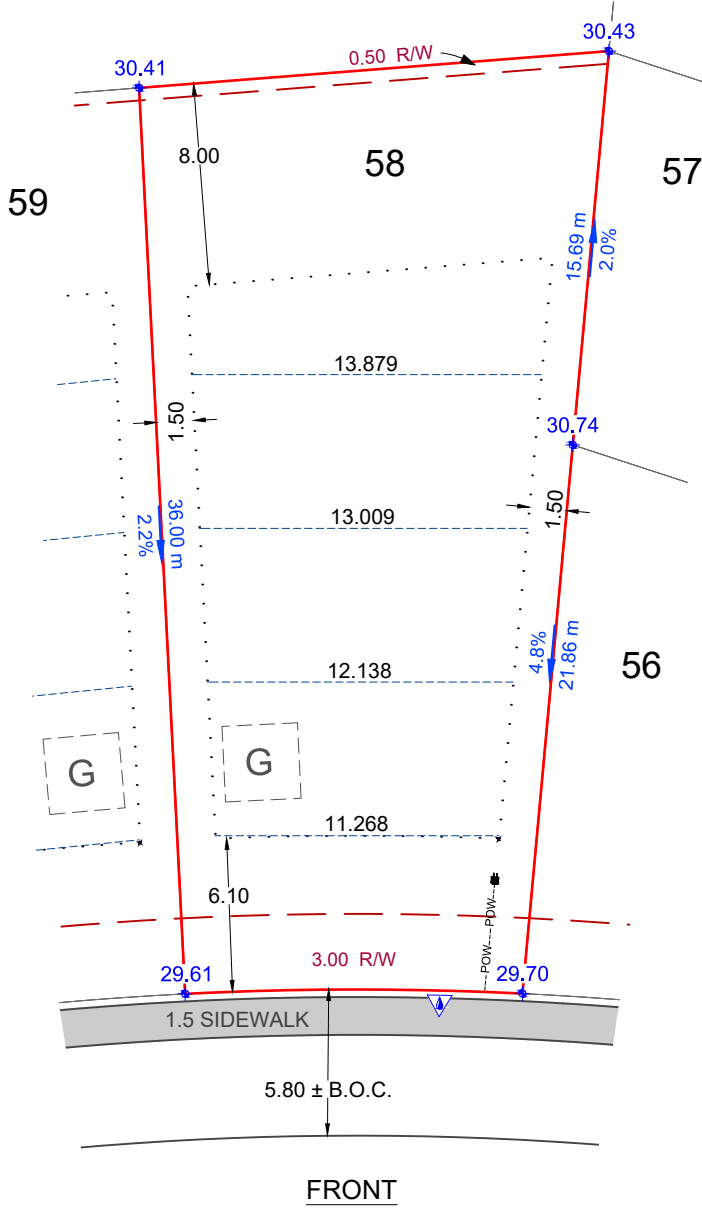 30.43
0.50 R/W
30.41
8.00
58
57
59
15.69 m
2.0%
13.879
1.50
30.74
36.00 m
2.2%
13.009
1.50
4.8%
21.86 m
56
12.138
G
G
11.268
6.10
POW
POW
3.00 R/W
29.61
29.70
1.5 SIDEWALK
5.80 ± B.O.C.
FRONT